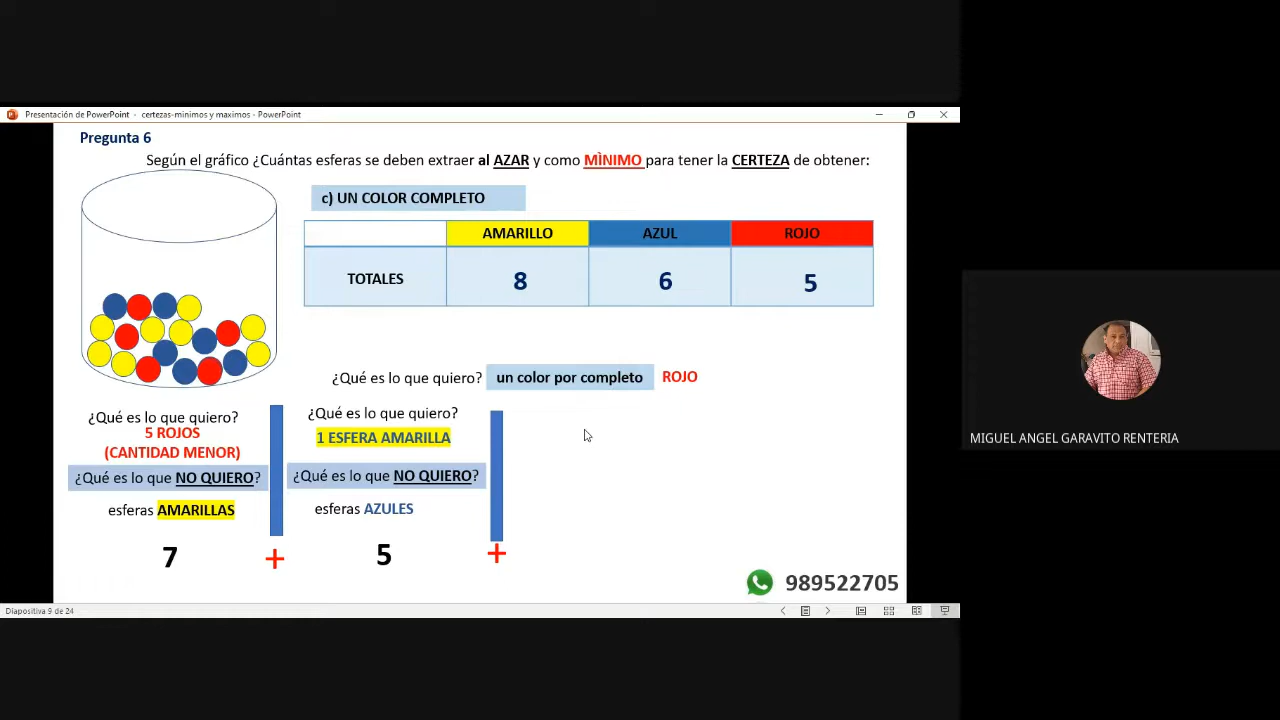 Presentación de PowerPoint - certezas-minimos y maximos - PowerPoint
Pregunta 6
Según el gráfico ¿Cuántas esferas se deben extraer al AZAR y como MÌNIMO para tener la CERTEZA de obtener:
c) UN COLOR COMPLETO
AMARILLO AZUL ROJO
TOTALES 8 6 5
¿Qué es lo que quiero? un color por completo ROJO
¿Qué es lo que quiero?
5 ROJOS
(CANTIDAD MENOR)
¿Qué es lo que NO QUIERO?
esferas AMARILLAS
7 +
¿Qué es lo que quiero?
1 ESFERA AMARILLA
¿Qué es lo que NO QUIERO?
esferas AZULES
5 +
989522705
Diapositiva 9 de 24
MIGUEL ANGEL GARAVITO RENTERIA